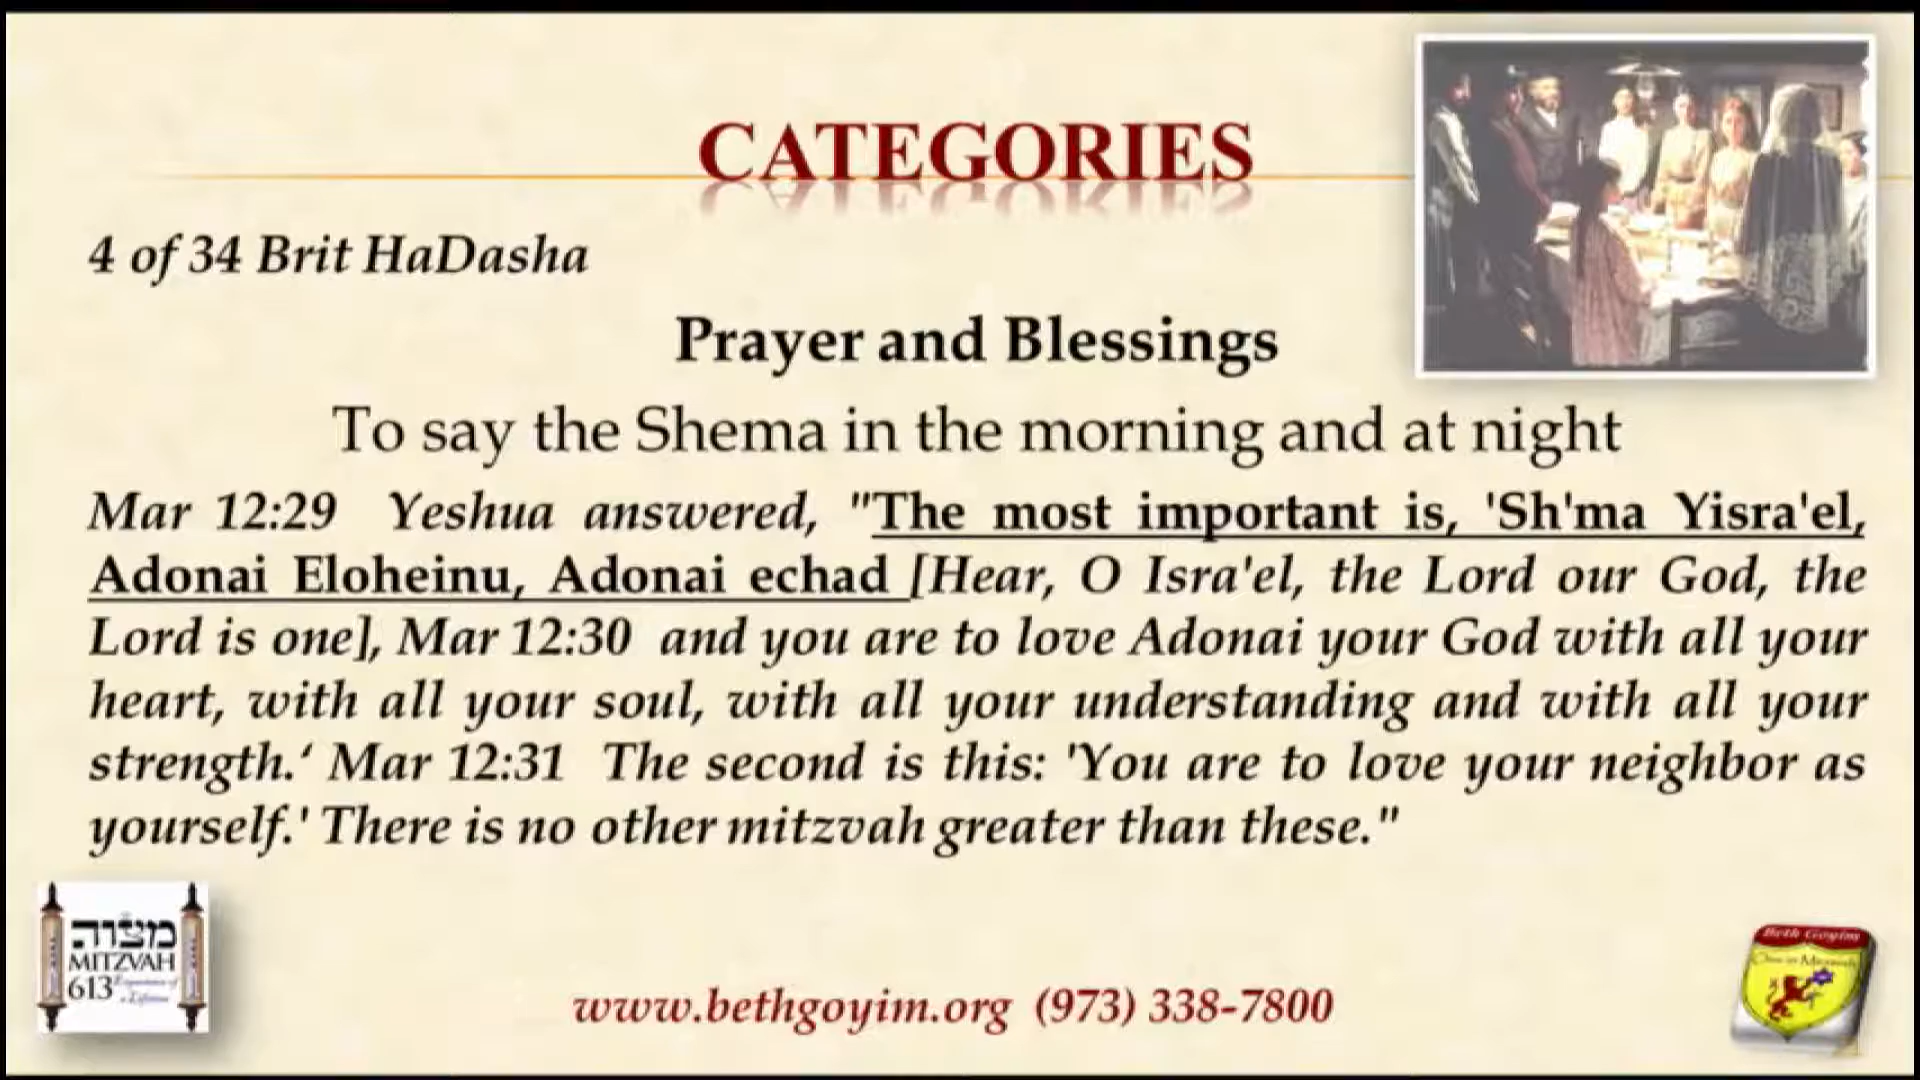 CATEGORIES
4 of 34 Brit HaDasha
Prayer and Blessings
To say the Shema in the morning and at night
Mar 12:29 Yeshua answered, "The most important is, 'Sh'ma Yisra'el,
Adonai Eloheinu, Adonai echad [Hear, O Isra'el, the Lord our God, the
Lord is one], Mar 12:30 and you are to love Adonai your God with all your
heart, with all your soul, with all your understanding and with all your
strength.‘ Mar 12:31 The second is this: 'You are to love your neighbor as
yourself.' There is no other mitzvah greater than these."
מצוה
MITZVAH
613 Experience of
a Lifetime
Beth Goyim
www.bethgoyim.org (973) 338-7800